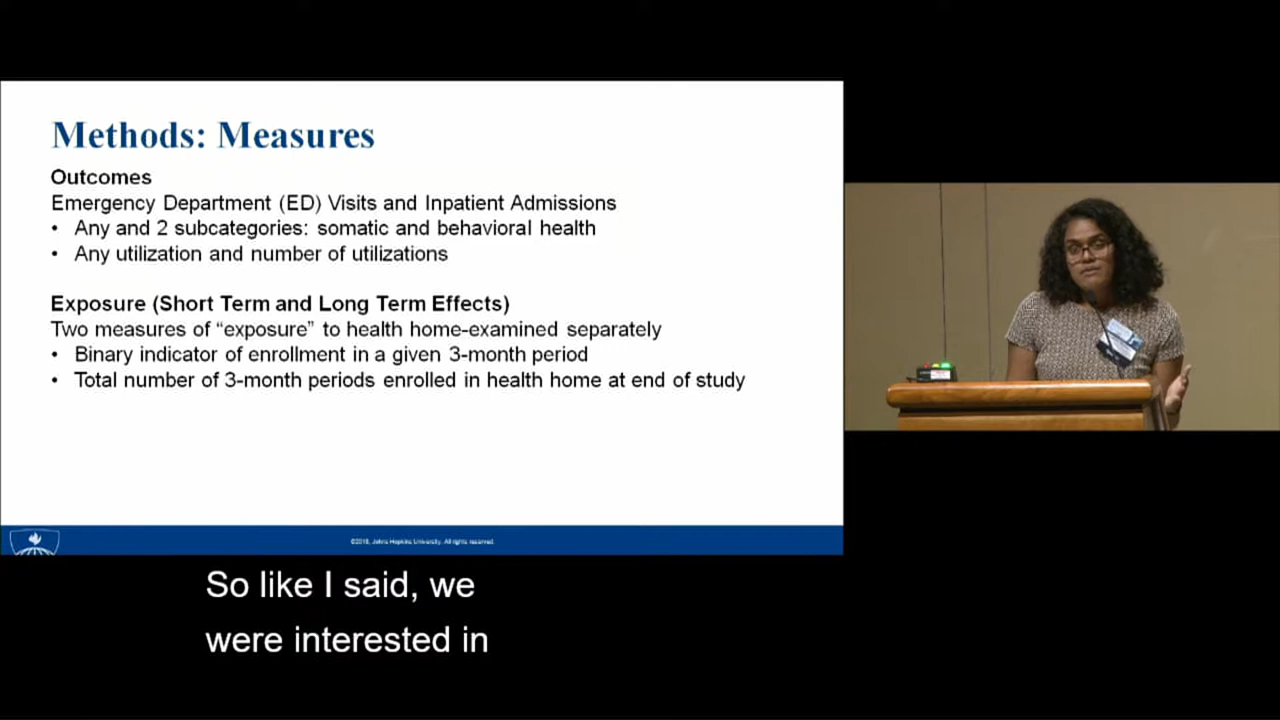 Methods: Measures
Outcomes
Emergency Department (ED) Visits and Inpatient Admissions
• Any and 2 subcategories: somatic and behavioral health
• Any utilization and number of utilizations
Exposure (Short Term and Long Term Effects)
Two measures of “exposure” to health home-examined separately
• Binary indicator of enrollment in a given 3-month period
• Total number of 3-month periods enrolled in health home at end of study
©2018, Johns Hopkins University. All rights reserved.
So like I said, we
were interested in